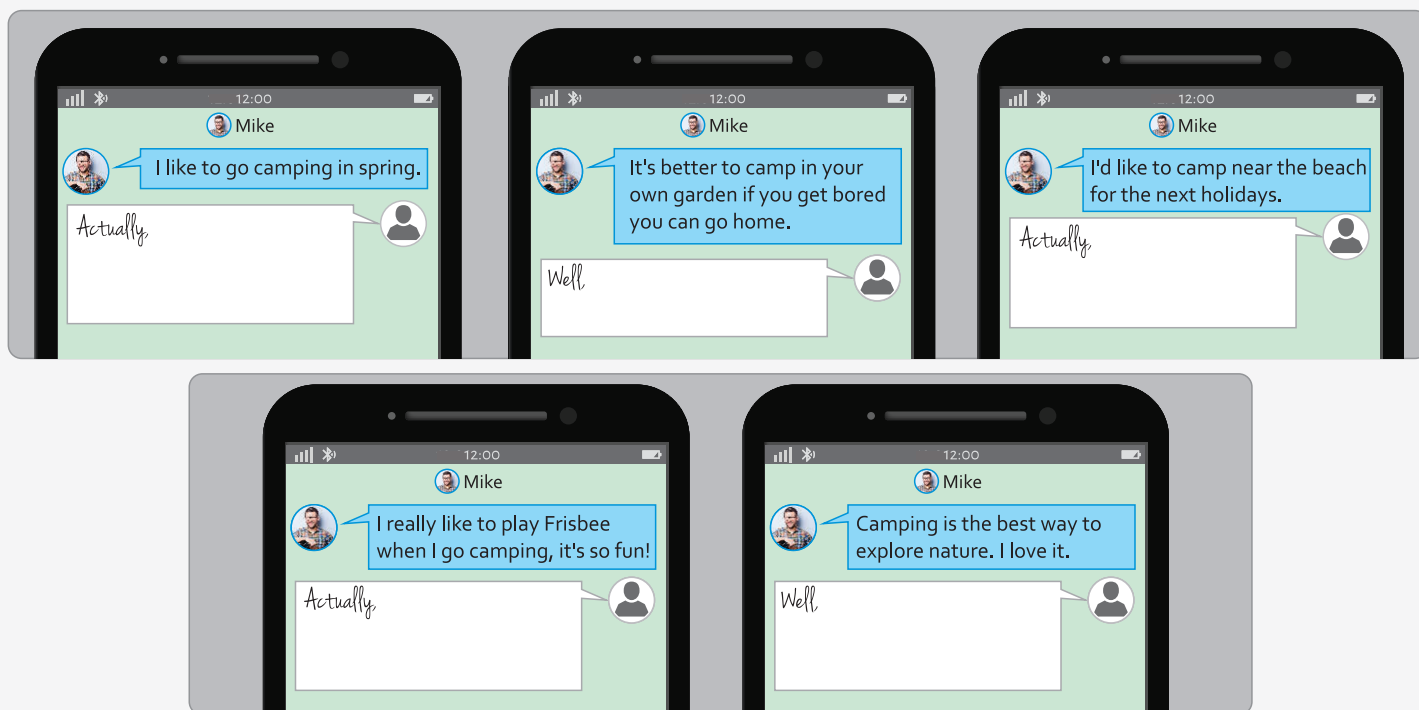 12:00
Mike
I like to go camping in spring.
Actually,
12:00
Mike
It's better to camp in your
own garden if you get bored
you can go home.
Well,
12:00
Mike
I'd like to camp near the beach
for the next holidays.
Actually,
12:00
Mike
I really like to play Frisbee
when I go camping, it's so fun!
Actually,
12:00
Mike
Camping is the best way to
explore nature. I love it.
Well,